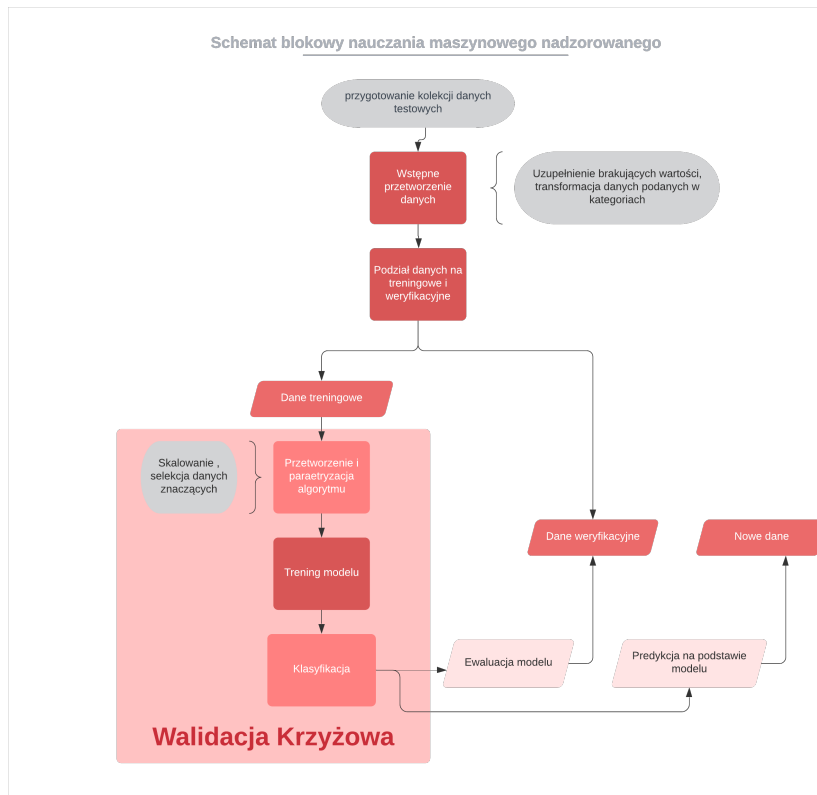 Schemat blokowy nauczania maszynowego nadzorowanego
przygotowanie kolekcji danych
testowych
Wstępne
przetworzenie
danych
Uzupełnienie brakujących wartości,
transformacja danych podanych w
kategoriach
Podział danych na
treningowe i
weryfikacyjne
Dane treningowe
Skalowanie ,
selekcja danych
znaczących
Przetworzenie i
paraetryzacja
algorytmu
Dane weryfikacyjne
Nowe dane
Trening modelu
Klasyfikacja
Ewaluacja modelu
Predykcja na podstawie
modelu
Walidacja Krzyżowa